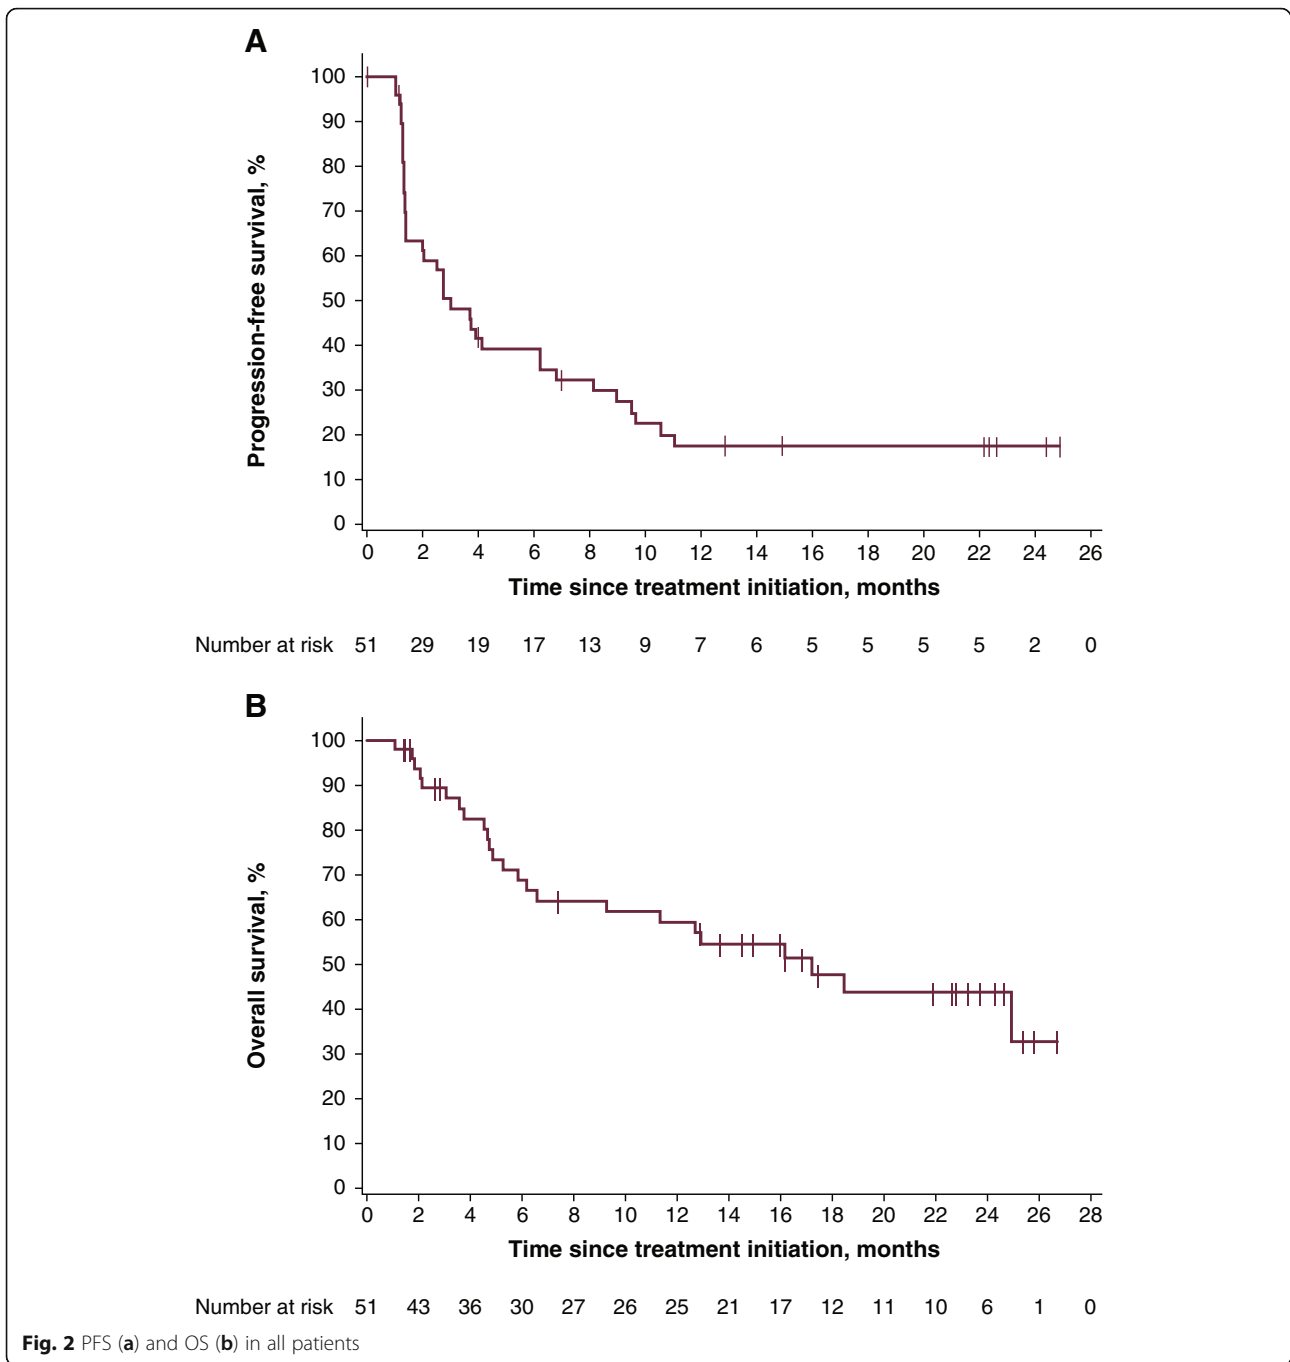 A
100
90
80
70
60
50
40
30
20
10
0
Progression-free survival, %
0 2 4 6 8 10 12 14 16 18 20 22 24 26
Time since treatment initiation, months
Number at risk 51 29 19 17 13 9 7 6 5 5 5 5 2 0
B
100
90
80
70
60
50
40
30
20
10
0
Overall survival, %
0 2 4 6 8 10 12 14 16 18 20 22 24 26 28
Time since treatment initiation, months
Number at risk 51 43 36 30 27 26 25 21 17 12 11 10 6 1 0
Fig. 2 PFS (a) and OS (b) in all patients